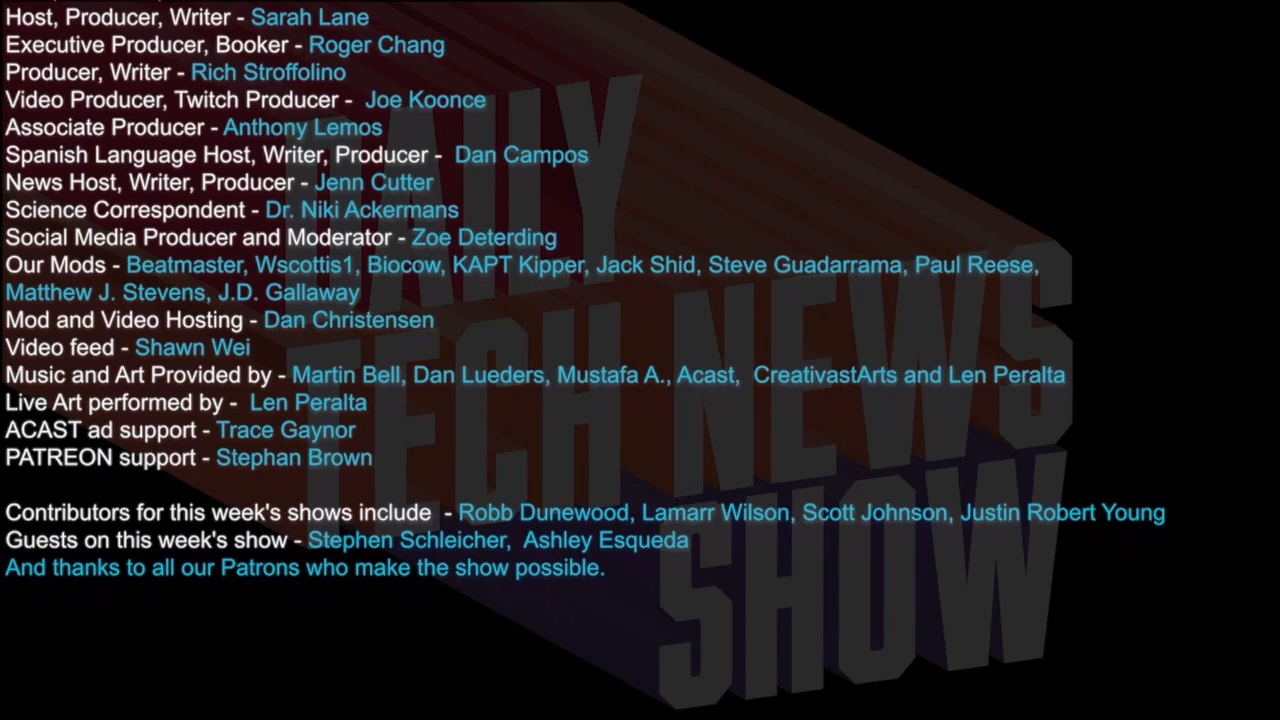 Host, Producer, Writer - Sarah Lane
Executive Producer, Booker - Roger Chang
Producer, Writer - Rich Stroffolino
Video Producer, Twitch Producer -  Joe Koonce
Associate Producer - Anthony Lemos
Spanish Language Host, Writer, Producer -  Dan Campos
News Host, Writer, Producer - Jenn Cutter
Science Correspondent - Dr. Niki Ackermans
Social Media Producer and Moderator - Zoe Deterding
Our Mods - Beatmaster, Wscottis1, Biocow, KAPT Kipper, Jack Shid, Steve Guadarrama, Paul Reese,
Matthew J. Stevens, J.D. Gallaway
Mod and Video Hosting - Dan Christensen
Video feed - Shawn Wei
Music and Art Provided by - Martin Bell, Dan Lueders, Mustafa A., Acast,  CreativastArts and Len Peralta
Live Art performed by -  Len Peralta
ACAST ad support - Trace Gaynor
PATREON support - Stephan Brown
Contributors for this week's shows include  - Robb Dunewood, Lamarr Wilson, Scott Johnson, Justin Robert Young
Guests on this week's show - Stephen Schleicher,  Ashley Esqueda
And thanks to all our Patrons who make the show possible.
DAILY
TECH NEWS
SHOW